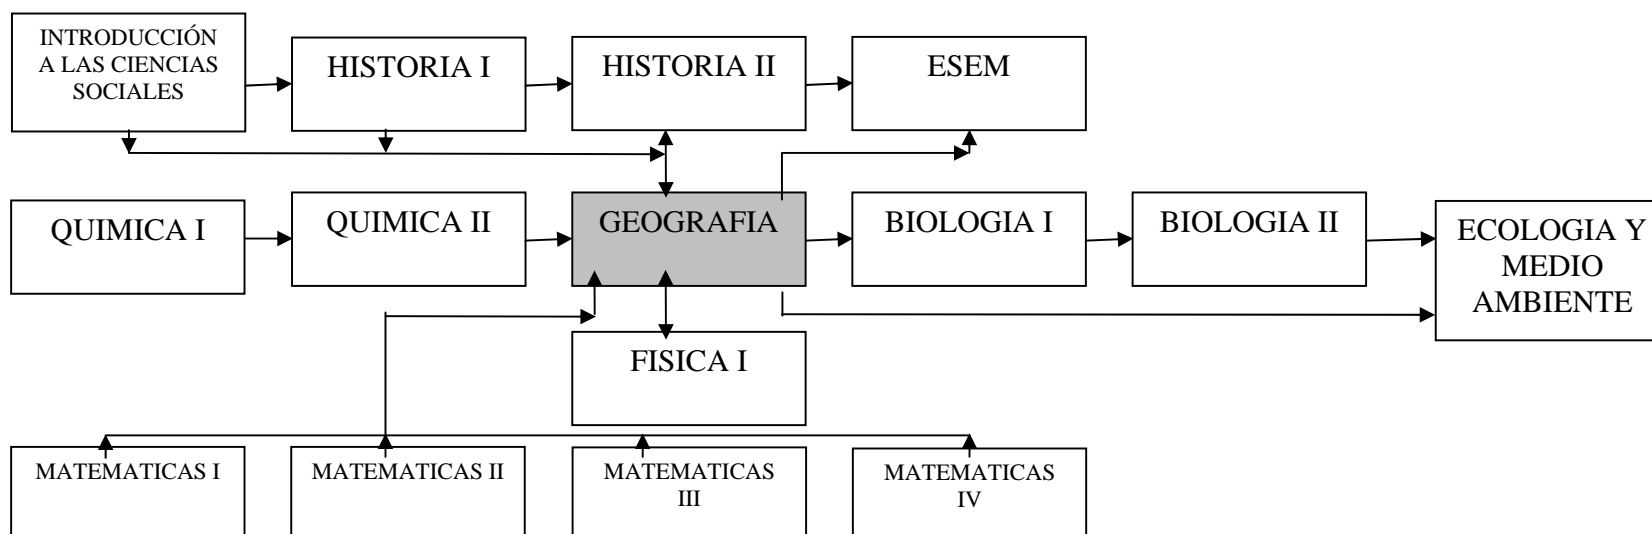 INTRODUCCIÓN
A LAS CIENCIAS
SOCIALES
HISTORIA I
HISTORIA II
ESEM
QUIMICA I
QUIMICA II
GEOGRAFIA
BIOLOGIA I
BIOLOGIA II
ECOLOGIA Y
MEDIO
AMBIENTE
FISICA I
MATEMATICAS I
MATEMATICAS II
MATEMATICAS
III
MATEMATICAS
IV